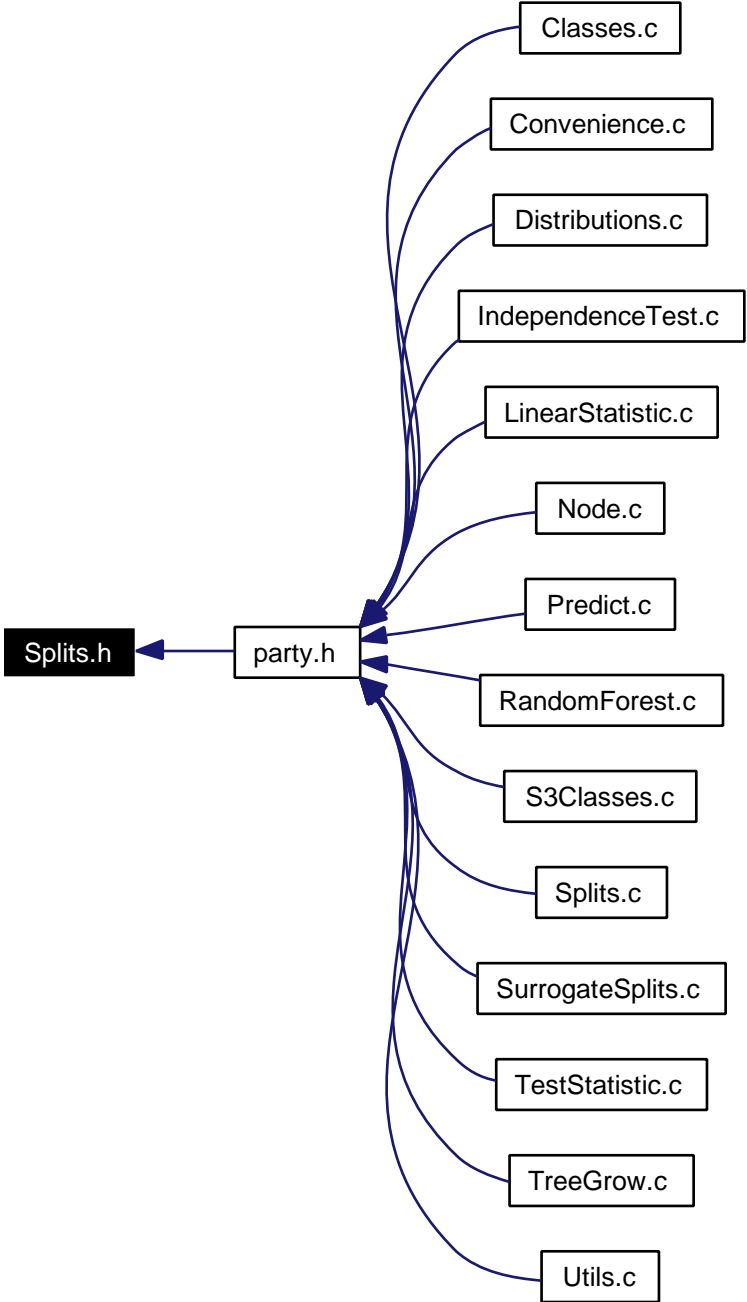 Classes.c
Convenience.c
Distributions.c
IndependenceTest.c
LinearStatistic.c
Node.c
Predict.c
Splits.h
party.h
RandomForest.c
S3Classes.c
Splits.c
SurrogateSplits.c
TestStatistic.c
TreeGrow.c
Utils.c